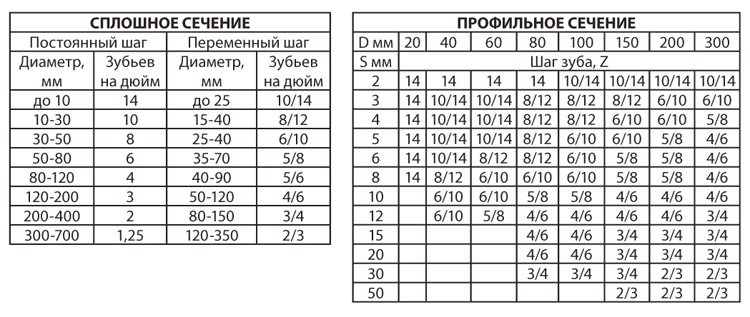 СПЛОШНОЕ СЕЧЕНИЕ
Постоянный шаг Переменный шаг
Диаметр, мм Зубьев на дюйм Диаметр, мм Зубьев на дюйм
до 10 14 до 25 10/14
10-30 10 15-40 8/12
30-50 8 25-40 6/10
50-80 6 35-70 5/8
80-120 4 40-90 5/6
120-200 3 50-120 4/6
200-400 2 80-150 3/4
300-700 1,25 120-350 2/3
ПРОФИЛЬНОЕ СЕЧЕНИЕ
D мм 20 40 60 80 100 150 200 300
S мм Шаг зуба, Z
2 14 14 14 14 10/14 10/14 10/14 10/14
3 14 10/14 10/14 8/12 8/12 8/12 6/10 6/10
4 14 10/14 10/14 8/12 8/12 6/10 6/10 5/8
5 14 10/14 10/14 8/12 6/10 6/10 5/8 4/6
6 14 10/14 8/12 8/12 6/10 5/8 5/8 4/6
8 14 8/12 6/10 6/10 6/10 5/8 5/8 4/6
10 6/10 6/10 5/8 5/8 4/6 4/6 4/6
12 6/10 5/8 4/6 4/6 4/6 4/6 3/4
15 4/6 4/6 3/4 3/4 3/4
20 4/6 4/6 3/4 3/4 3/4
30 3/4 3/4 3/4 2/3 2/3
50 2/3 2/3 2/3